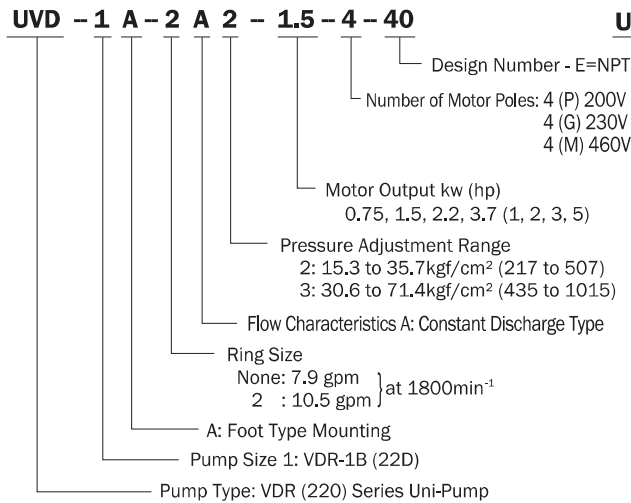 UVD -- 1 A -- 2 A 2 -- 1.5 -- 4 -- 40 U
Design Number - E=NPT
Number of Motor Poles: 4 (P) 200V
4 (G) 230V
4 (M) 460V
Motor Output kw (hp)
0.75, 1.5, 2.2, 3.7 (1, 2, 3, 5)
Pressure Adjustment Range
2: 15.3 to 35.7kgf/cm² (217 to 507)
3: 30.6 to 71.4kgf/cm² (435 to 1015)
Flow Characteristics A: Constant Discharge Type
Ring Size
None: 7.9 gpm
2 : 10.5 gpm } at 1800min⁻¹
A: Foot Type Mounting
Pump Size 1: VDR-1B (22D)
Pump Type: VDR (220) Series Uni-Pump